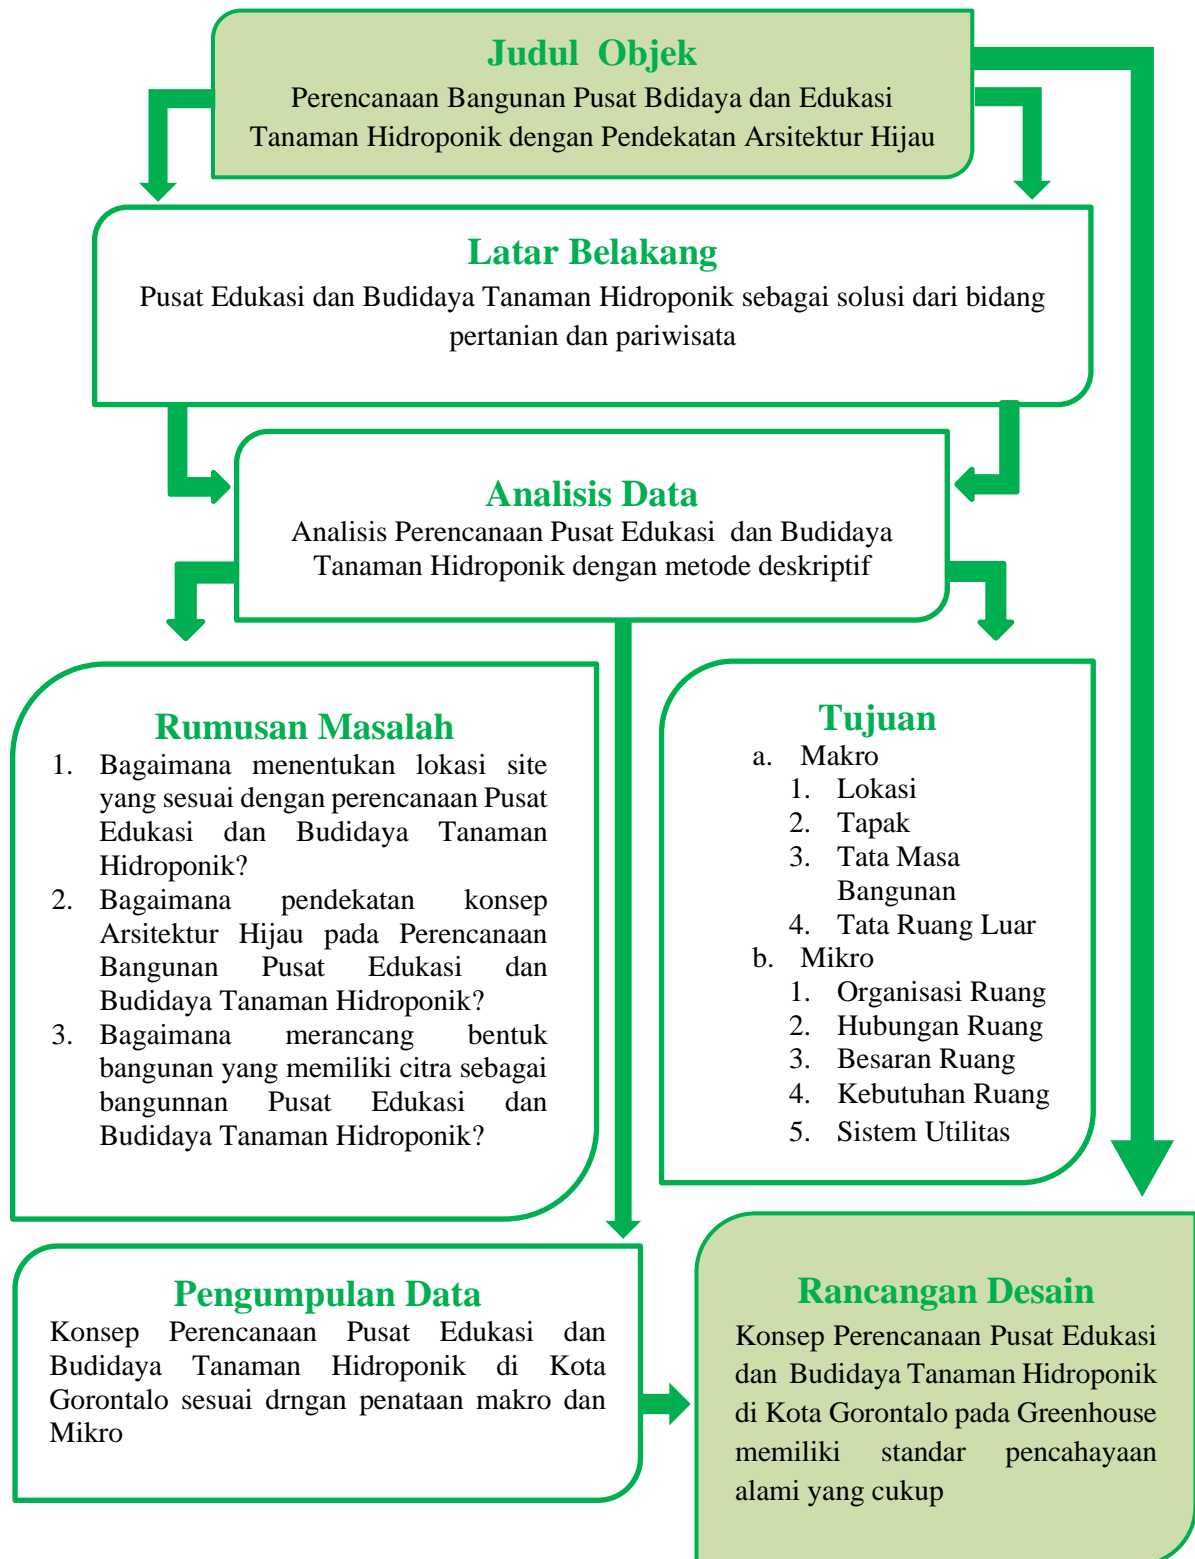 Judul Objek
Perencanaan Bangunan Pusat Bdidaya dan Edukasi
Tanaman Hidroponik dengan Pendekatan Arsitektur Hijau
Latar Belakang
Pusat Edukasi dan Budidaya Tanaman Hidroponik sebagai solusi dari bidang
pertanian dan pariwisata
Analisis Data
Analisis Perencanaan Pusat Edukasi dan Budidaya
Tanaman Hidroponik dengan metode deskriptif
Rumusan Masalah
1. Bagaimana menentukan lokasi site
yang sesuai dengan perencanaan Pusat
Edukasi dan Budidaya Tanaman
Hidroponik?
2. Bagaimana pendekatan konsep
Arsitektur Hijau pada Perencanaan
Bangunan Pusat Edukasi dan
Budidaya Tanaman Hidroponik?
3. Bagaimana merancang bentuk
bangunan yang memiliki citra sebagai
bangunnan Pusat Edukasi dan
Budidaya Tanaman Hidroponik?
Tujuan
a. Makro
1. Lokasi
2. Tapak
3. Tata Masa
Bangunan
4. Tata Ruang Luar
b. Mikro
1. Organisasi Ruang
2. Hubungan Ruang
3. Besaran Ruang
4. Kebutuhan Ruang
5. Sistem Utilitas
Pengumpulan Data
Konsep Perencanaan Pusat Edukasi dan
Budidaya Tanaman Hidroponik di Kota
Gorontalo sesuai drngan penataan makro dan
Mikro
Rancangan Desain
Konsep Perencanaan Pusat Edukasi
dan Budidaya Tanaman Hidroponik
di Kota Gorontalo pada Greenhouse
memiliki standar pencahayaan
alami yang cukup